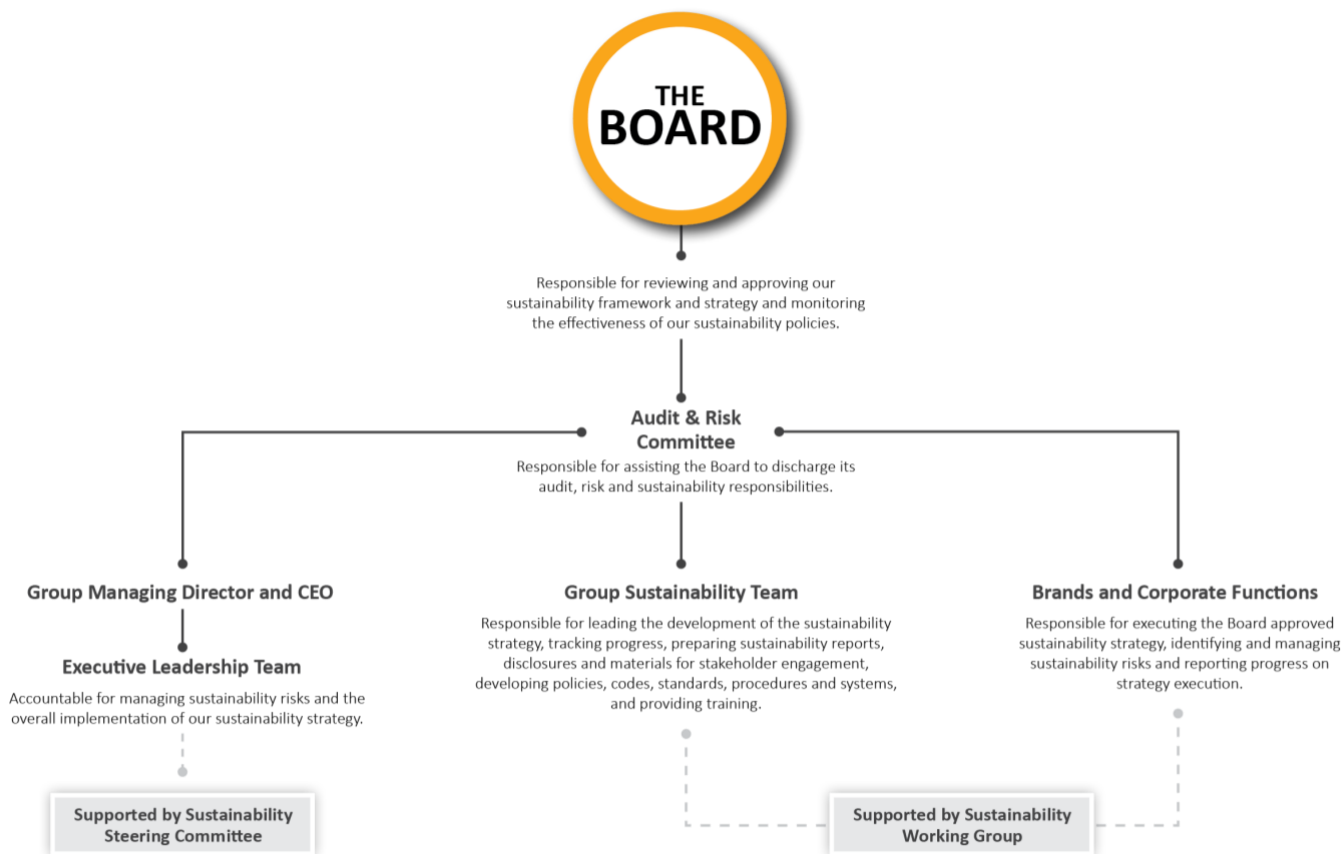 THE
BOARD
Responsible for reviewing and approving our
sustainability framework and strategy and monitoring
the effectiveness of our sustainability policies.
Audit & Risk
Committee
Responsible for assisting the Board to discharge its
audit, risk and sustainability responsibilities.
Group Managing Director and CEO
Executive Leadership Team
Accountable for managing sustainability risks and the
overall implementation of our sustainability strategy.
Supported by Sustainability
Steering Committee
Group Sustainability Team
Responsible for leading the development of the sustainability
strategy, tracking progress, preparing sustainability reports,
disclosures and materials for stakeholder engagement,
developing policies, codes, standards, procedures and systems,
and providing training.
Brands and Corporate Functions
Responsible for executing the Board approved
sustainability strategy, identifying and managing
sustainability risks and reporting progress on
strategy execution.
Supported by Sustainability
Working Group